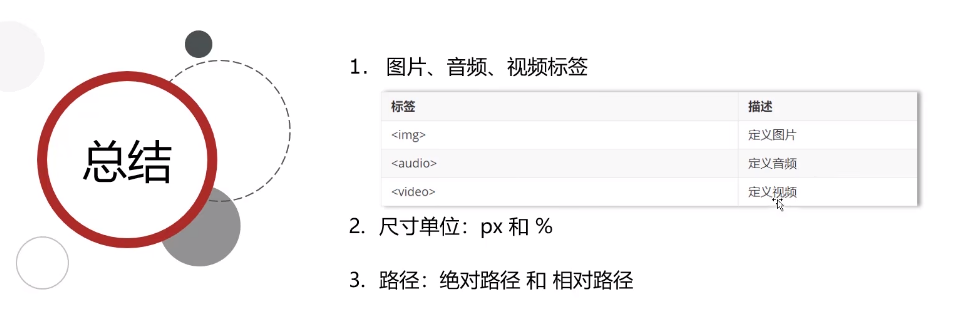 总结
1. 图片、音频、视频标签
标签 描述
<img> 定义图片
<audio> 定义音频
<video> 定义视频
2. 尺寸单位：px 和 %
3. 路径：绝对路径 和 相对路径